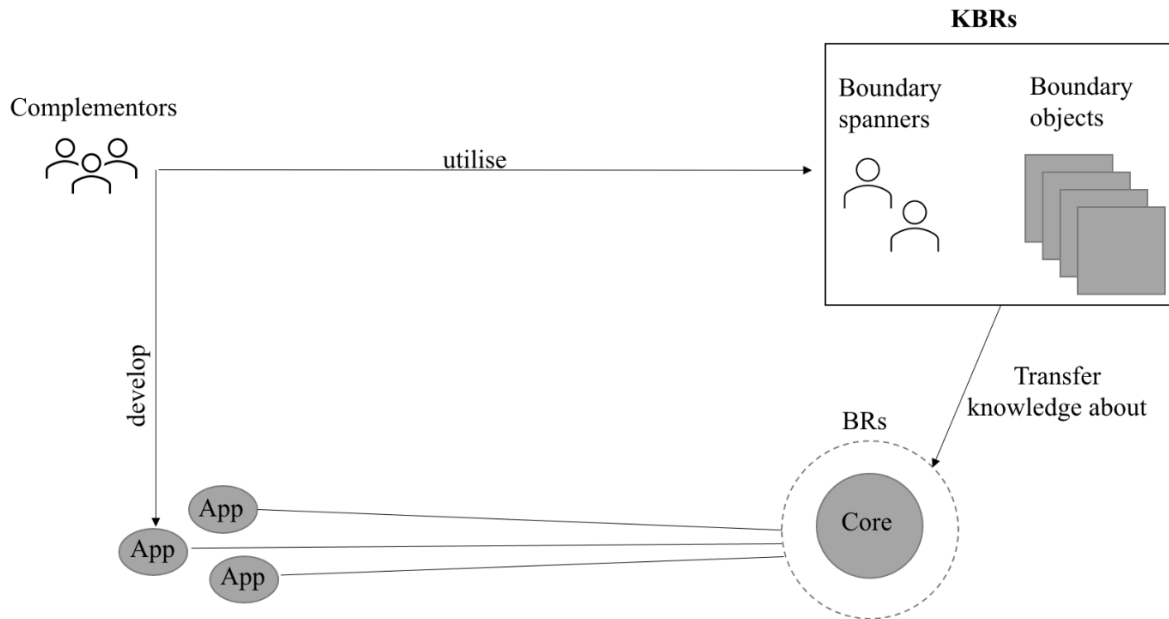 KBRs
Complementors
Boundary
spanners
Boundary
objects
utilise
develop
Transfer
knowledge about
BRs
App
App
App
Core